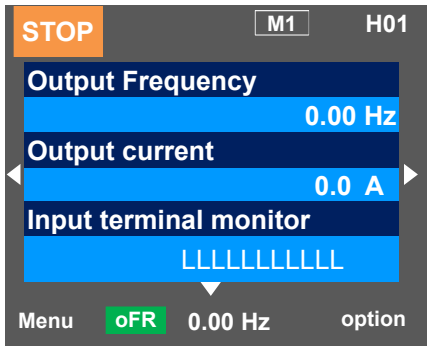 STOP M1 H01
Output Frequency
0.00 Hz
Output current
0.0 A
Input terminal monitor
LLLLLLLLLLL
Menu oFR 0.00 Hz option